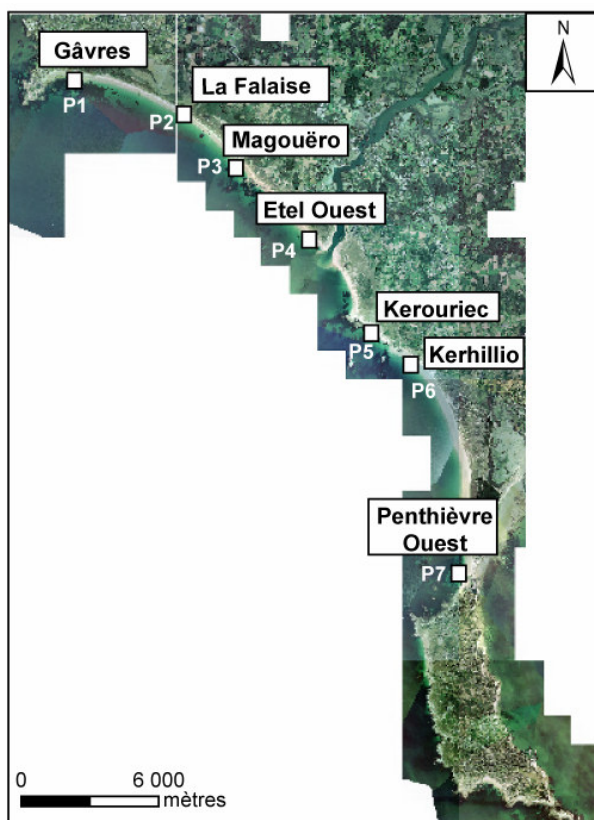 N
Gâvres
P1
La Falaise
P2
Magouëro
P3
Etel Ouest
P4
Kerouriec
P5
Kerhillio
P6
Penthièvre
Ouest
P7
0 6 000
mètres